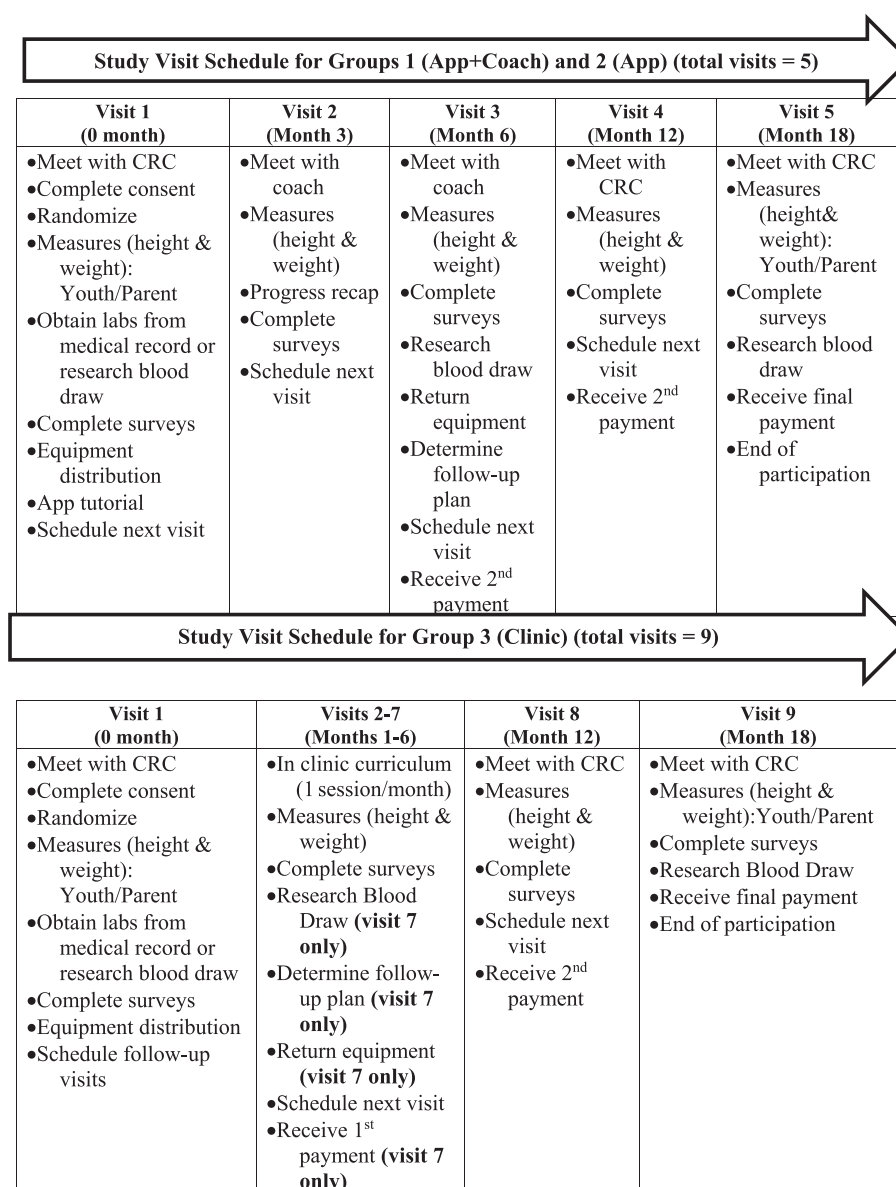 Study Visit Schedule for Groups 1 (App+Coach) and 2 (App) (total visits = 5)
Visit 1
(0 month)
•Meet with CRC
•Complete consent
•Randomize
•Measures (height &
weight):
Youth/Parent
•Obtain labs from
medical record or
research blood
draw
•Complete surveys
•Equipment
distribution
•App tutorial
•Schedule next visit
Visit 2
(Month 3)
•Meet with
coach
•Measures
(height &
weight)
•Progress recap
•Complete
surveys
•Schedule next
visit
Visit 3
(Month 6)
•Meet with
coach
•Measures
(height &
weight)
•Complete
surveys
•Research
blood draw
•Return
equipment
•Determine
follow-up
plan
•Schedule next
visit
•Receive 2nd
payment
Visit 4
(Month 12)
•Meet with
CRC
•Measures
(height &
weight)
•Complete
surveys
•Schedule next
visit
•Receive 2nd
payment
Visit 5
(Month 18)
•Meet with CRC
•Measures
(height&
weight):
Youth/Parent
•Complete
surveys
•Research blood
draw
•Receive final
payment
•End of
participation
Study Visit Schedule for Group 3 (Clinic) (total visits = 9)
Visit 1
(0 month)
•Meet with CRC
•Complete consent
•Randomize
•Measures (height &
weight):
Youth/Parent
•Obtain labs from
medical record or
research blood draw
•Complete surveys
•Equipment distribution
•Schedule follow-up
visits
Visits 2-7
(Months 1-6)
•In clinic curriculum
(1 session/month)
•Measures (height &
weight)
•Complete surveys
•Research Blood
Draw (visit 7
only)
•Determine follow-
up plan (visit 7
only)
•Return equipment
(visit 7 only)
•Schedule next visit
•Receive 1st
payment (visit 7
only)
Visit 8
(Month 12)
•Meet with CRC
•Measures
(height &
weight)
•Complete
surveys
•Schedule next
visit
•Receive 2nd
payment
Visit 9
(Month 18)
•Meet with CRC
•Measures (height &
weight):Youth/Parent
•Complete surveys
•Research Blood Draw
•Receive final payment
•End of participation